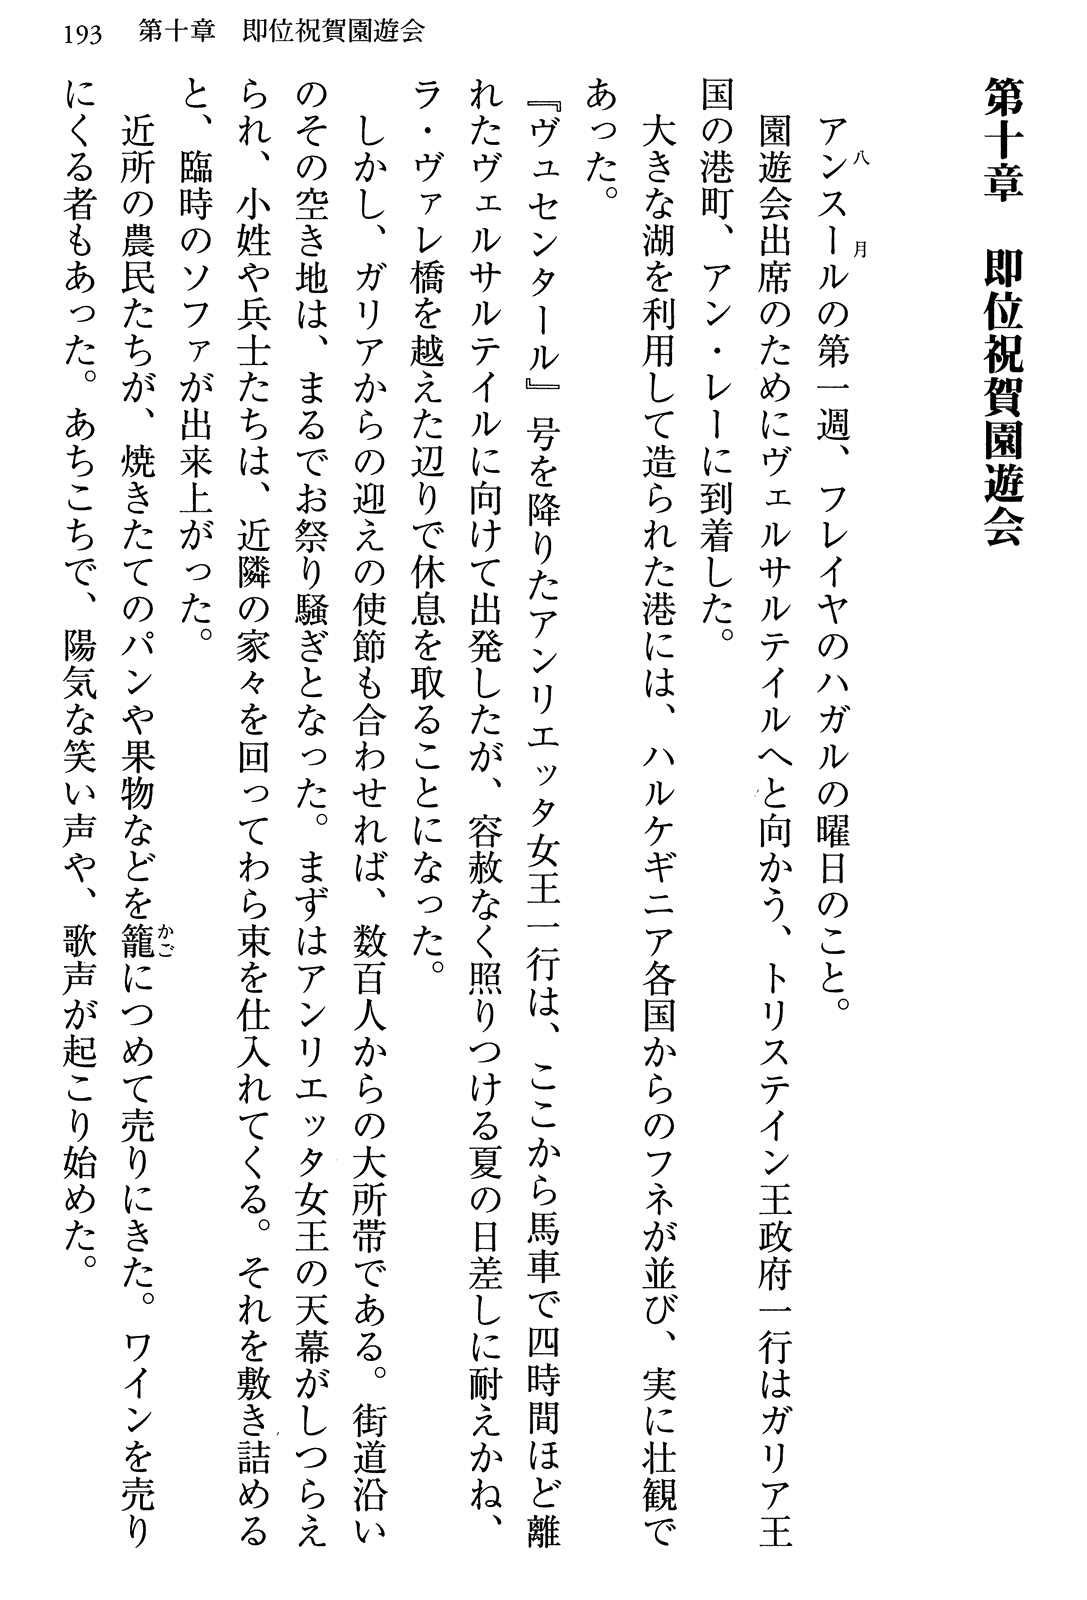 193　第十章　即位祝賀園遊会
第十章　即位祝賀園遊会
アンスールの第一週、フレイヤのハガルの曜日のこと。
八月
園遊会出席のためにヴェルサルテイルへと向かう、トリステイン王政府一行はガリア王
国の港町、アン・レーに到着した。
大きな湖を利用して造られた港には、ハルケギニア各国からのフネが並び、実に壮観で
あった。
『ヴュセンタール』号を降りたアンリエッタ女王一行は、ここから馬車で四時間ほど離
れたヴェルサルテイルに向けて出発したが、容赦なく照りつける夏の日差しに耐えかね、
ラ・ヴァレ橋を越えた辺りで休息を取ることになった。
しかし、ガリアからの迎えの使節も合わせれば、数百人からの大所帯である。街道沿い
のその空き地は、まるでお祭り騒ぎとなった。まずはアンリエッタ女王の天幕がしつらえ
られ、小姓や兵士たちは、近隣の家々を回ってわら束を仕入れてくる。それを敷き詰める
と、臨時のソファが出来上がった。
近所の農民たちが、焼きたてのパンや果物などを籠につめて売りにきた。ワインを売り
かご
にくる者もあった。あちこちで、陽気な笑い声や、歌声が起こり始めた。